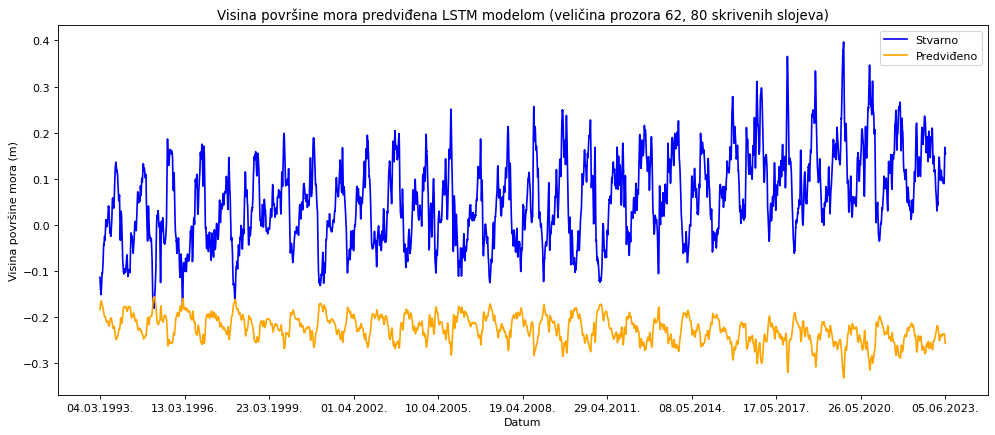 Visina površine mora predviđena LSTM modelom (veličina prozora 62, 80 skrivenih slojeva)
Stvarno
Predviđeno
Visina površine mora (m)
0.4
0.3
0.2
0.1
0.0
−0.1
−0.2
−0.3
04.03.1993. 13.03.1996. 23.03.1999. 01.04.2002. 10.04.2005. 19.04.2008. 29.04.2011. 08.05.2014. 17.05.2017. 26.05.2020. 05.06.2023.
Datum